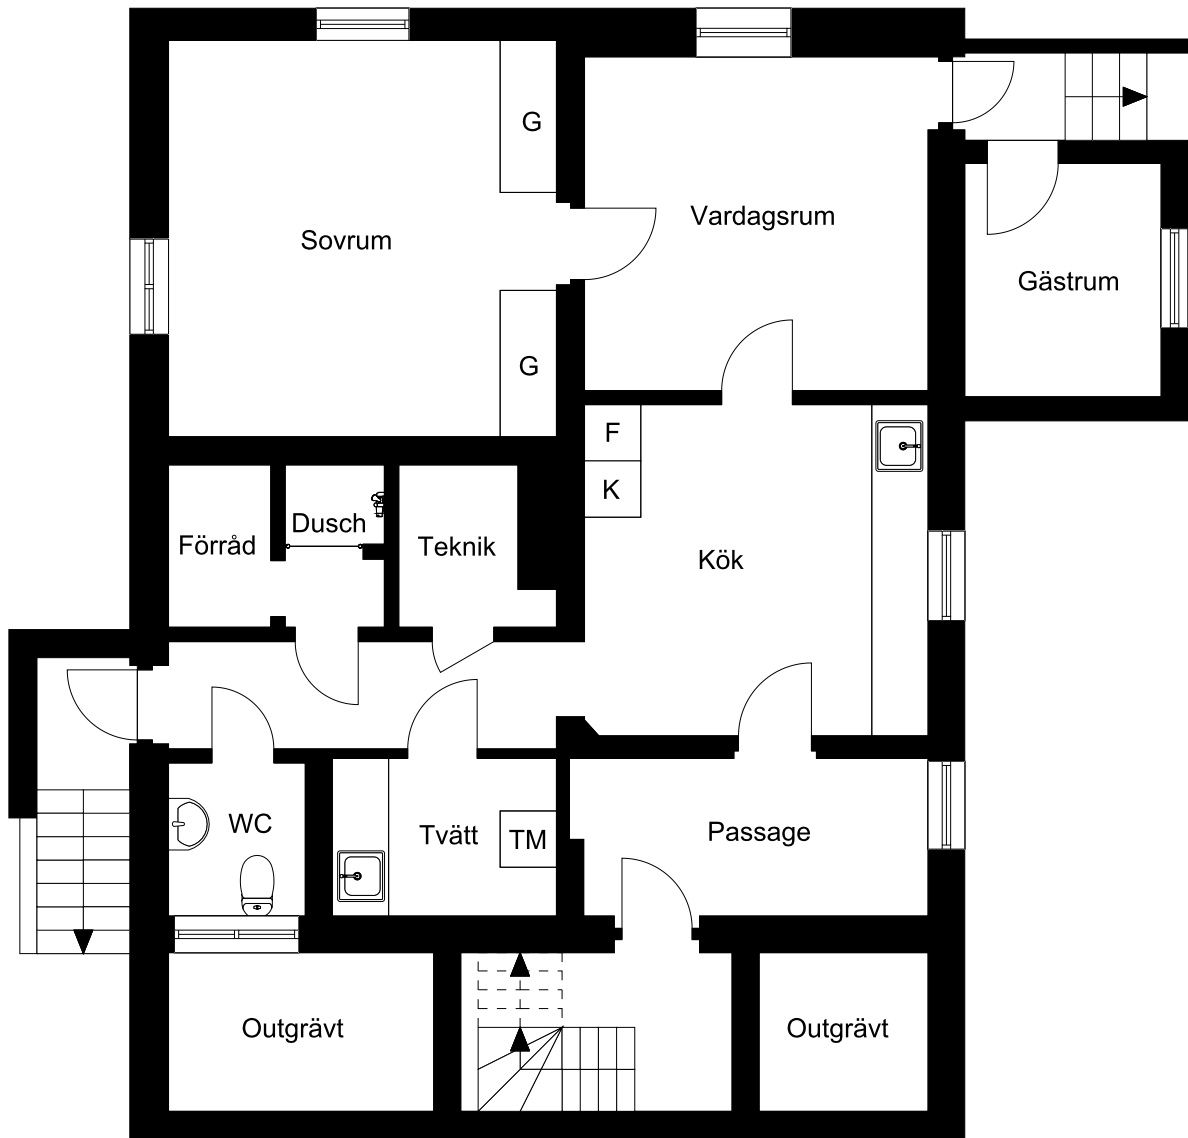 G
Sovrum
Vardagsrum
Gästrum
G
F
K
Förråd
Dusch
Teknik
Kök
WC
Tvätt
TM
Passage
Outgrävt
Outgrävt